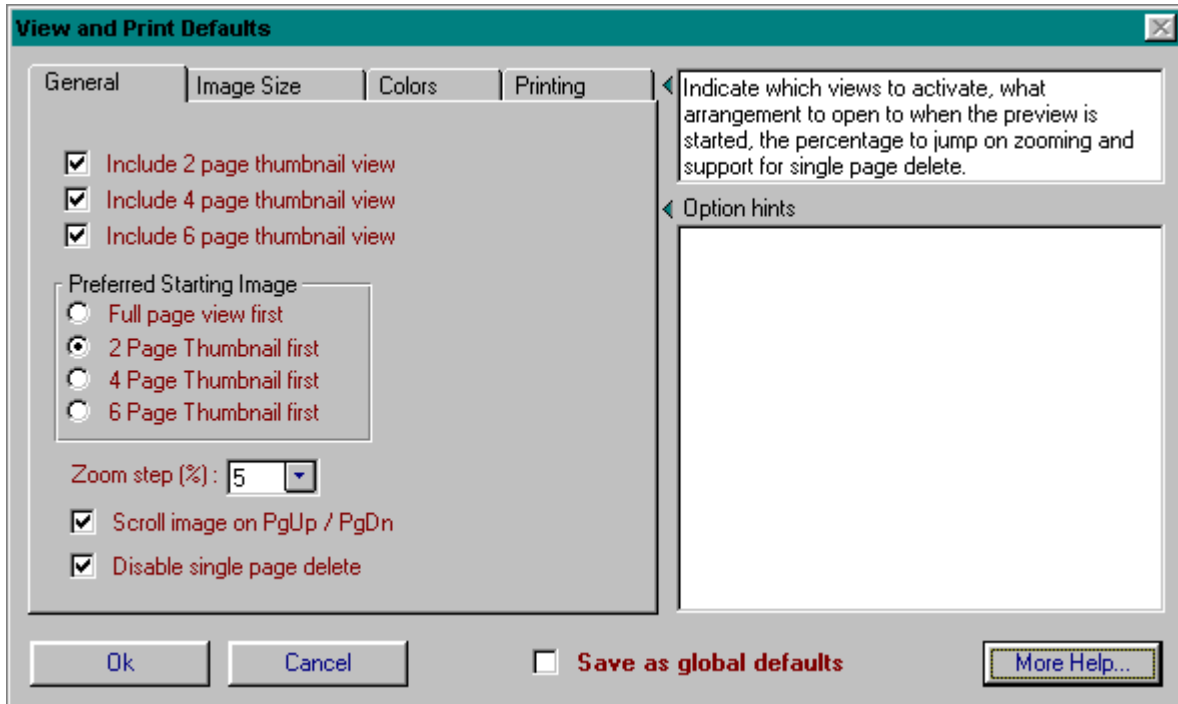 View and Print Defaults
General
Image Size
Colors
Printing
Include 2 page thumbnail view
Include 4 page thumbnail view
Include 6 page thumbnail view
Preferred Starting Image
Full page view first
2 Page Thumbnail first
4 Page Thumbnail first
6 Page Thumbnail first
Zoom step (%) : 5
Scroll image on PgUp / PgDn
Disable single page delete
Indicate which views to activate, what
arrangement to open to when the preview is
started, the percentage to jump on zooming and
support for single page delete.
Option hints
Ok
Cancel
Save as global defaults
More Help...